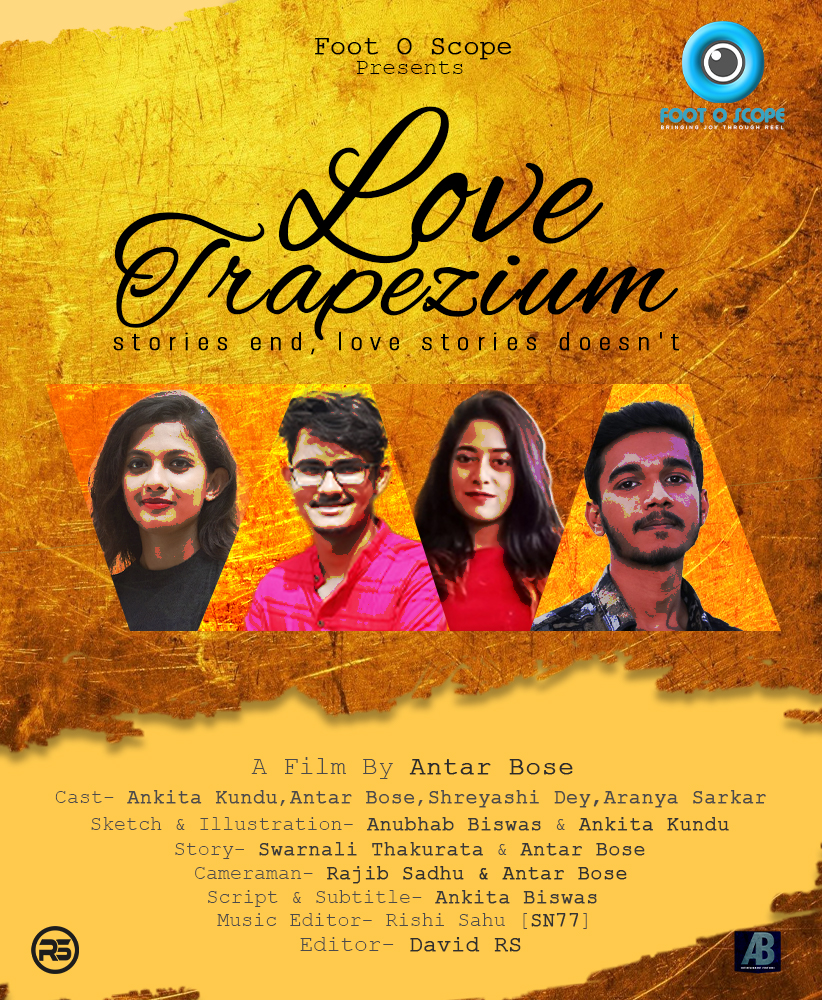 Foot O Scope
Presents
FOOT O SCOPE
BRINGING JOY THROUGH REEL
Love
Trapezium
stories end, love stories doesn't
A Film By Antar Bose
Cast- Ankita Kundu,Antar Bose,Shreyashi Dey,Aranya Sarkar
Sketch & Illustration- Anubhab Biswas & Ankita Kundu
Story- Swarnali Thakurata & Antar Bose
Cameraman- Rajib Sadhu & Antar Bose
Script & Subtitle- Ankita Biswas
Music Editor- Rishi Sahu [SN77]
Editor- David RS
RS
AB